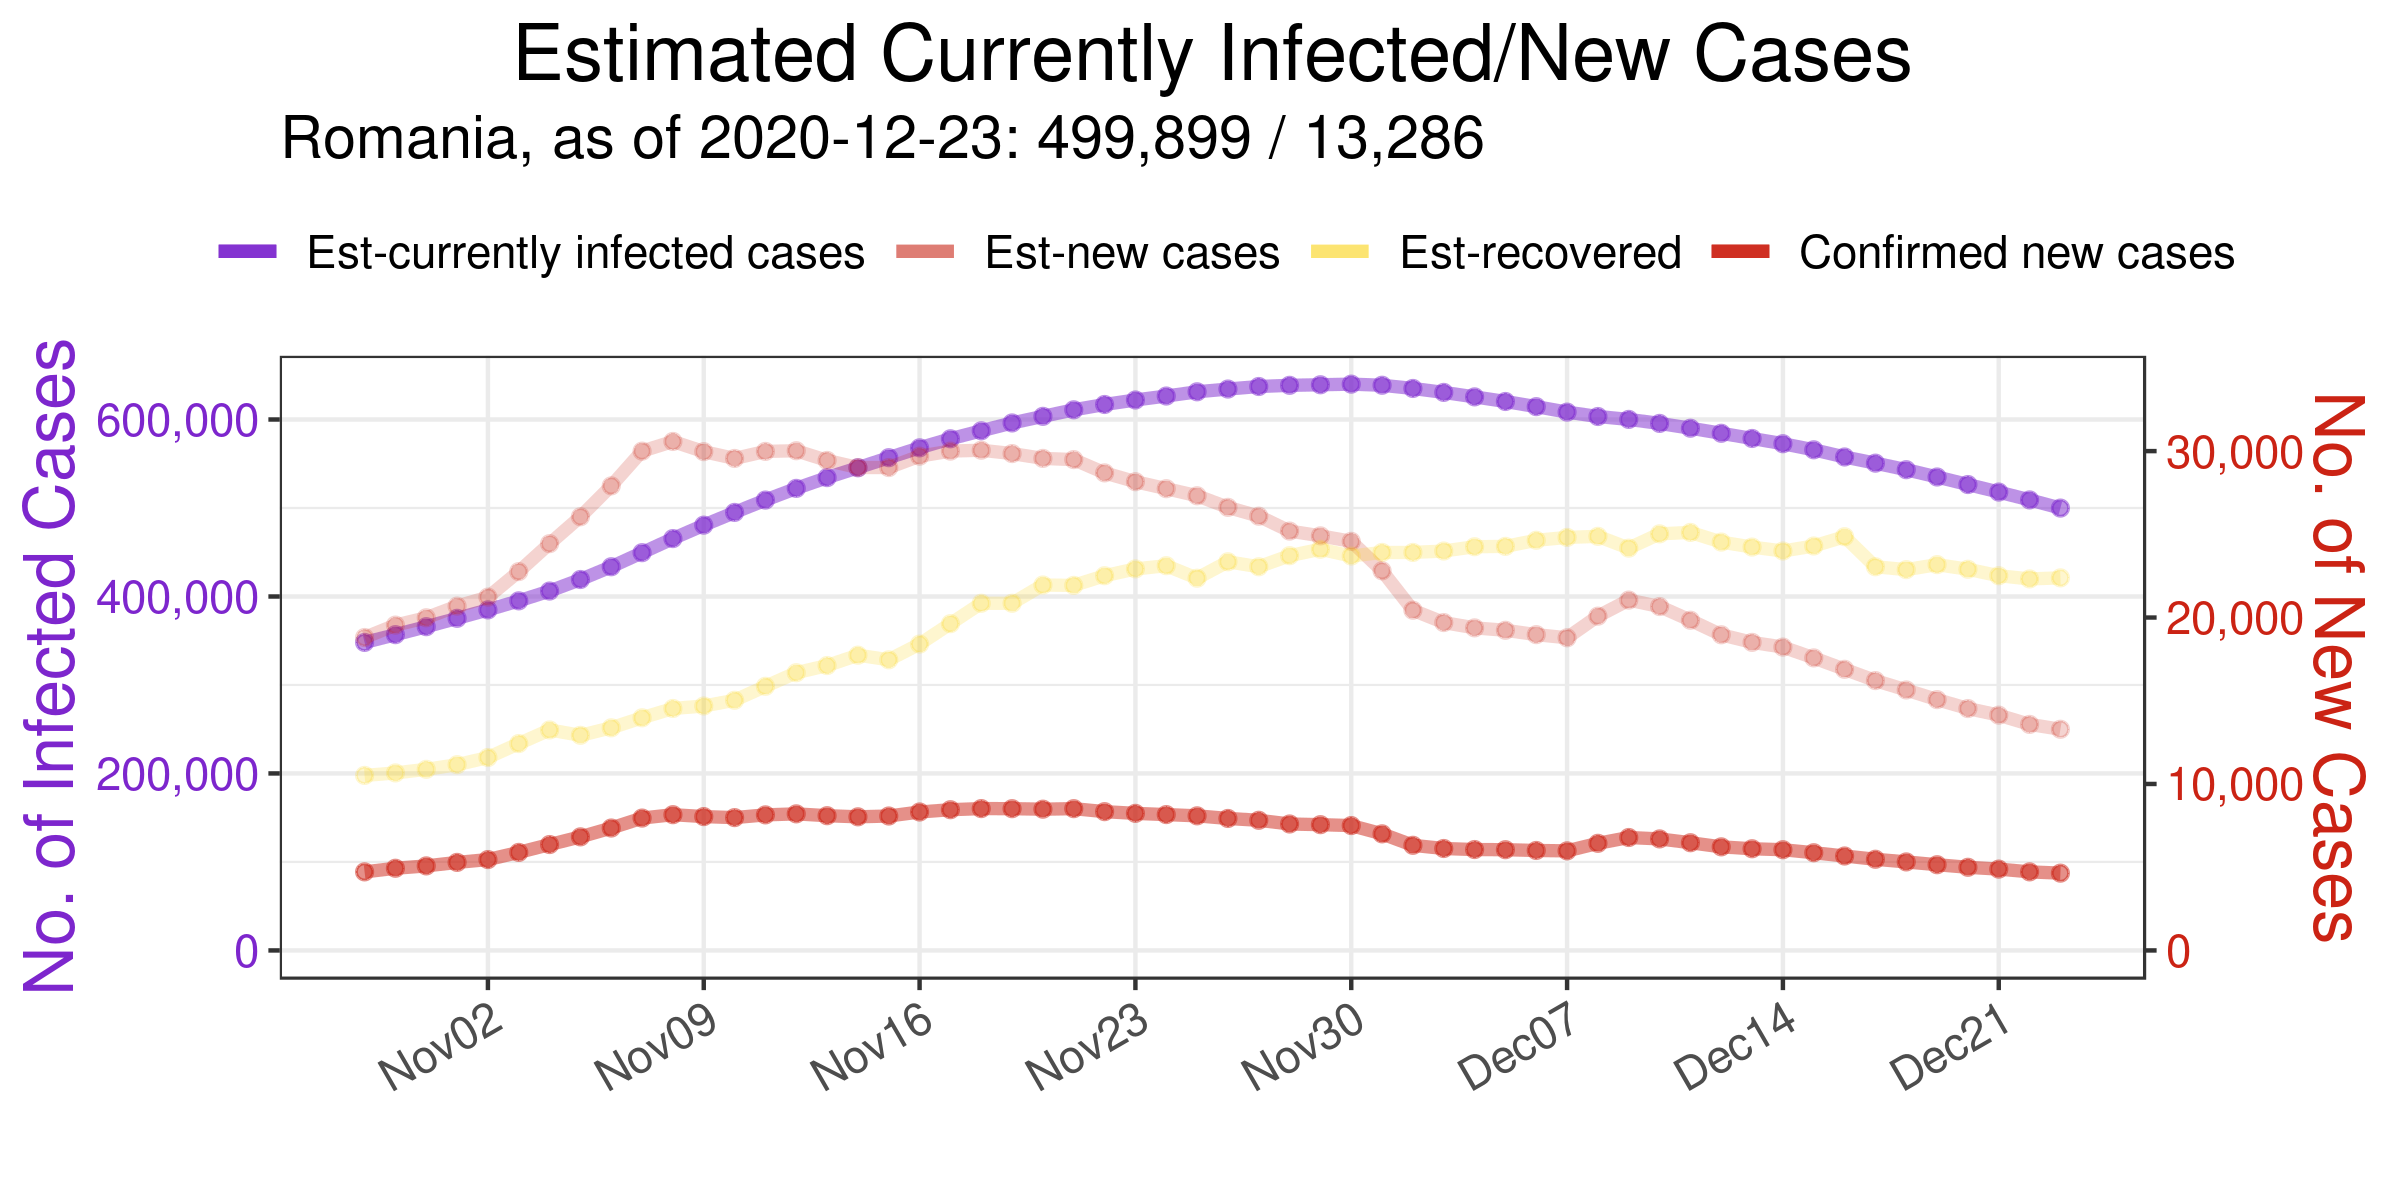 Estimated Currently Infected/New Cases
Romania, as of 2020-12-23: 499,899 / 13,286
Est-currently infected cases Est-new cases Est-recovered Confirmed new cases
No. of Infected Cases
600,000
400,000
200,000
0
30,000
20,000
10,000
0
No. of New Cases
Nov02 Nov09 Nov16 Nov23 Nov30 Dec07 Dec14 Dec21